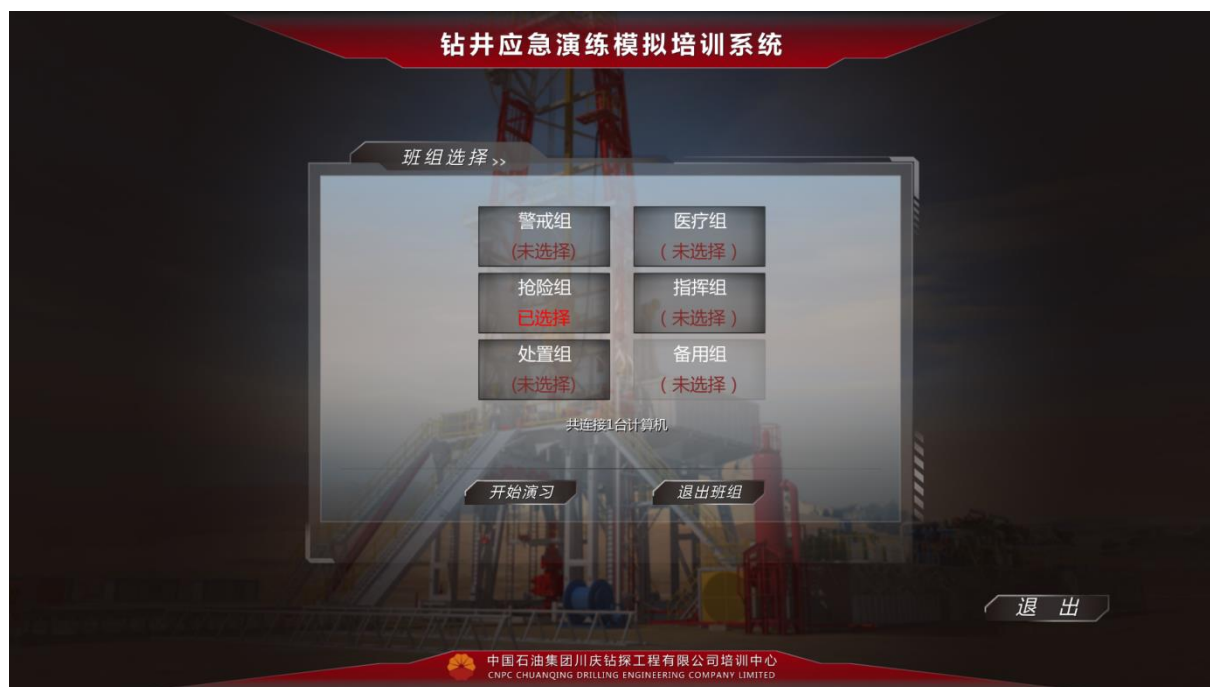 钻井应急演练模拟培训系统
班组选择>>
警戒组
(未选择)
医疗组
( 未选择 )
抢险组
已选择
指挥组
( 未选择 )
处置组
(未选择)
备用组
( 未选择 )
共连接1台计算机
开始演习
退出班组
退 出
中国石油集团川庆钻探工程有限公司培训中心
CNPC CHUANQING DRILLING ENGINEERING COMPANY LIMITED